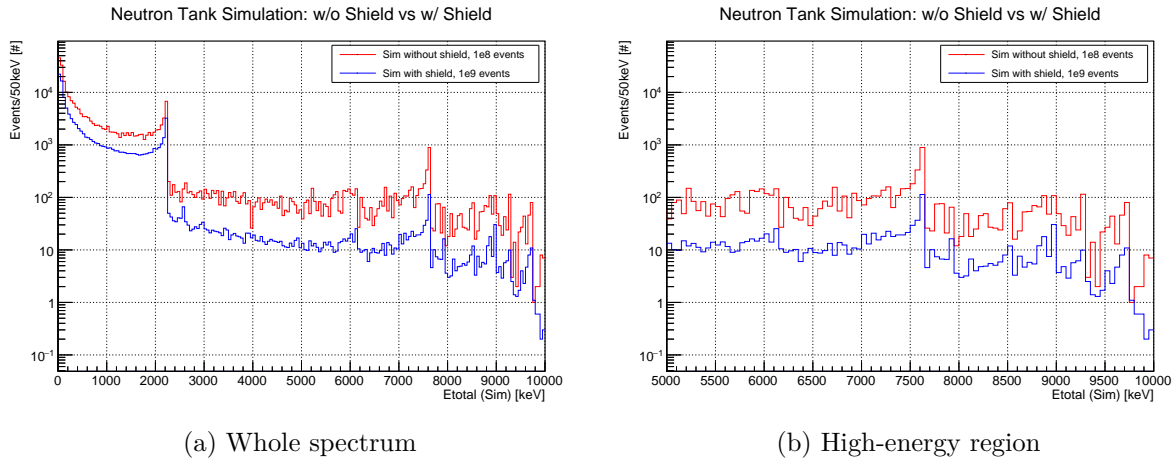 Neutron Tank Simulation: w/o Shield vs w/ Shield
Events/50keV [#]
Sim without shield, 1e8 events
Sim with shield, 1e9 events
10⁴
10³
10²
10
1
10⁻¹
0 1000 2000 3000 4000 5000 6000 7000 8000 9000 10000
Etotal (Sim) [keV]
(a) Whole spectrum
Neutron Tank Simulation: w/o Shield vs w/ Shield
Events/50keV [#]
Sim without shield, 1e8 events
Sim with shield, 1e9 events
10⁴
10³
10²
10
1
10⁻¹
5000 5500 6000 6500 7000 7500 8000 8500 9000 9500 10000
Etotal (Sim) [keV]
(b) High-energy region